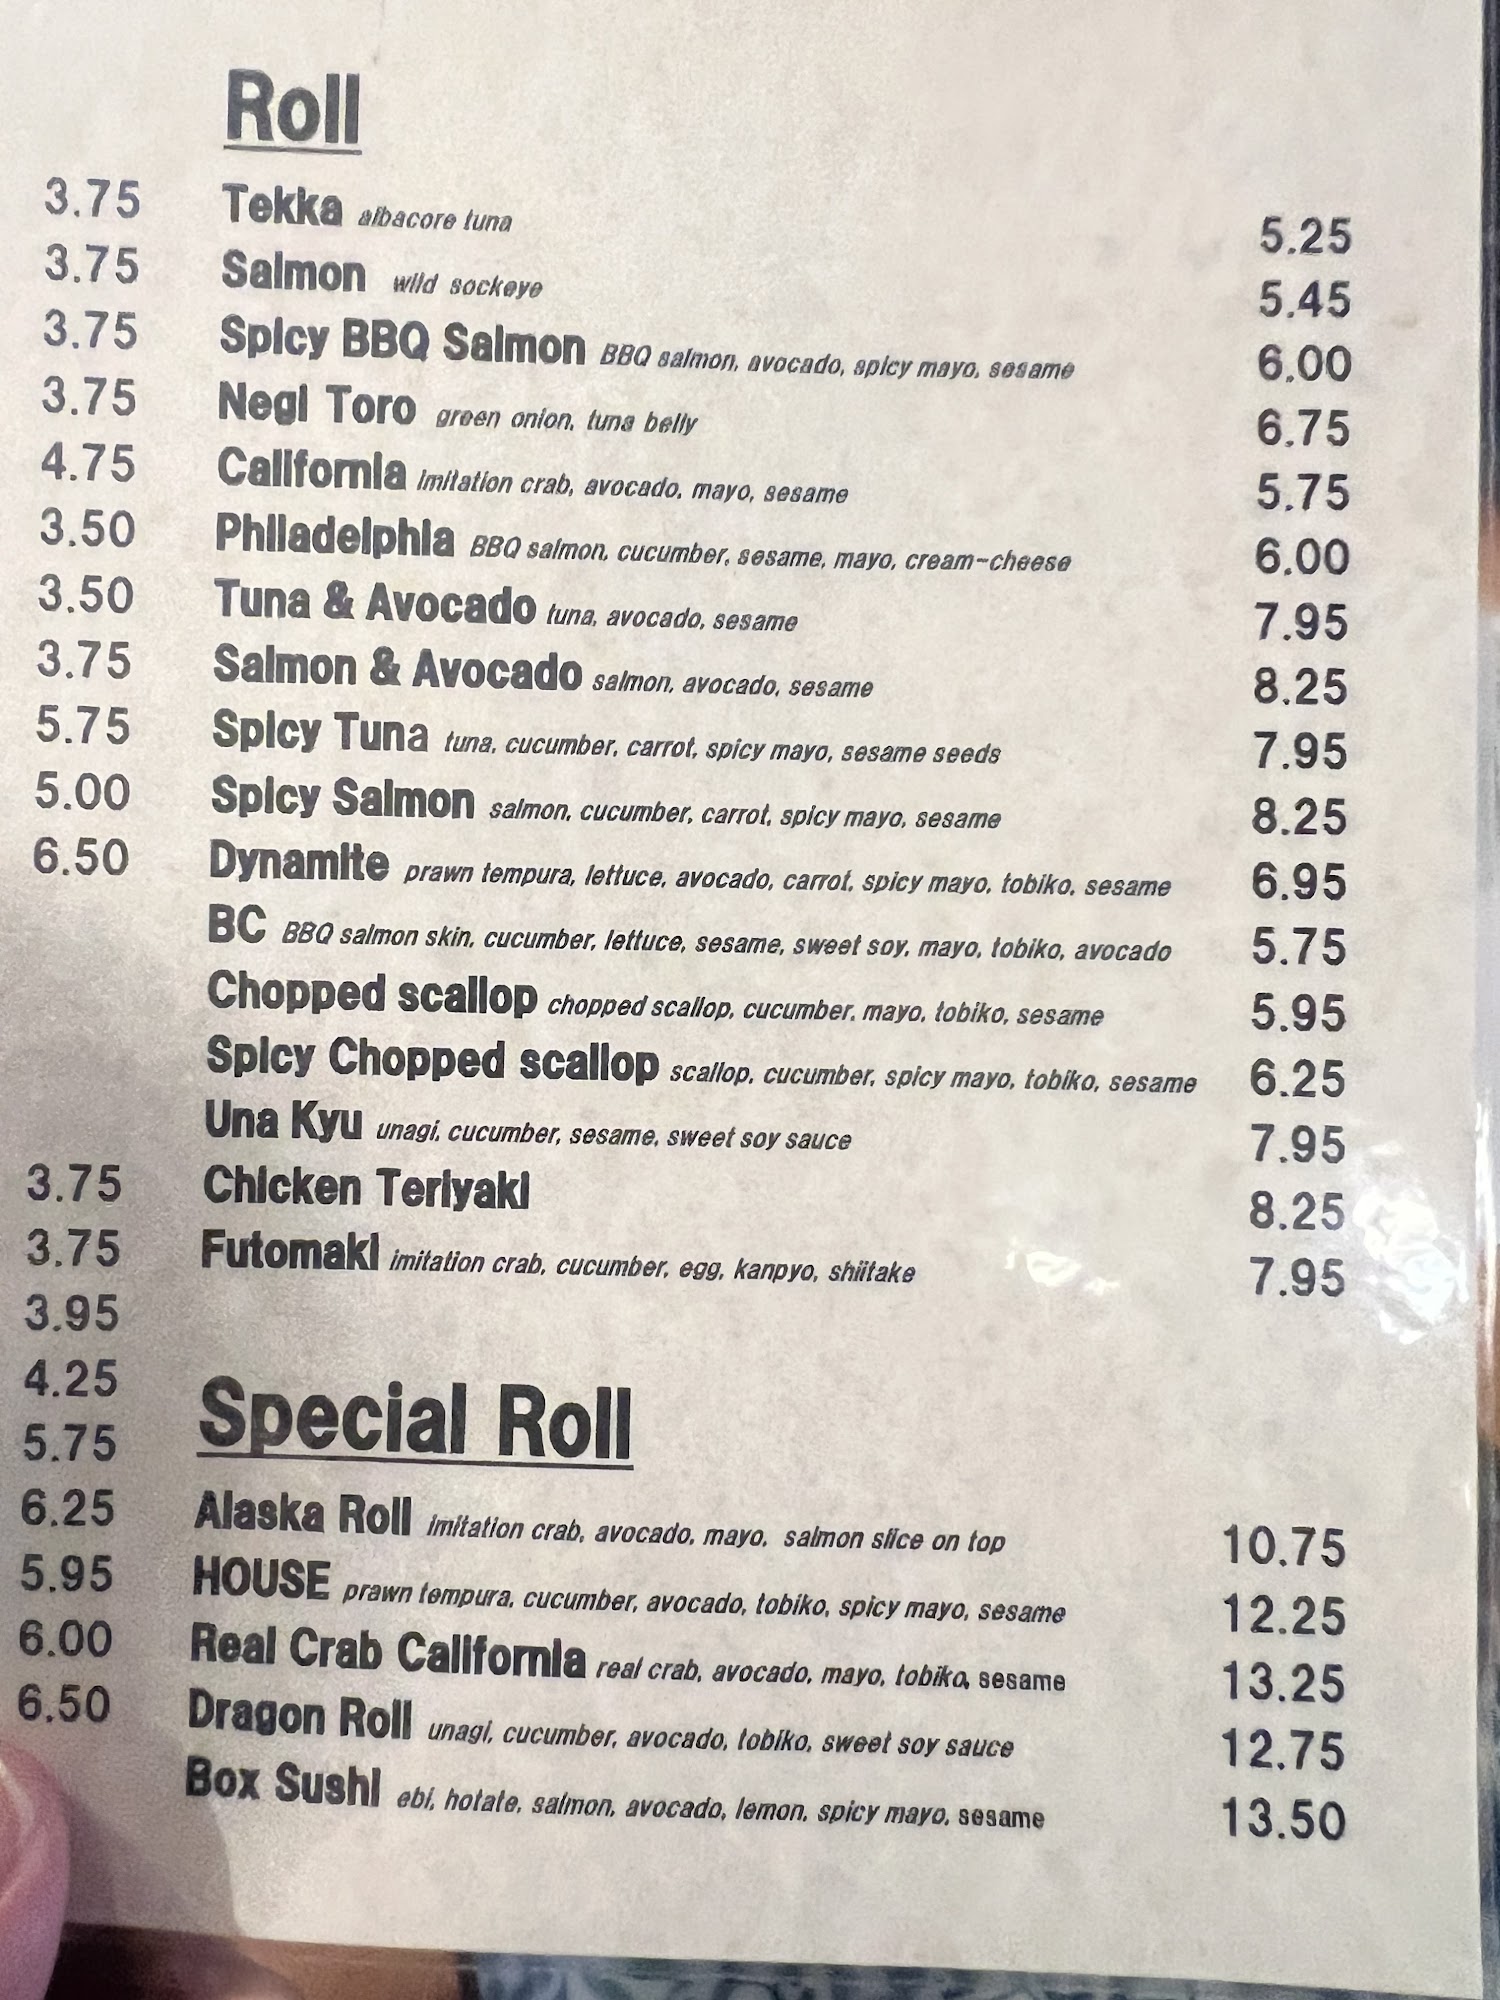 Roll
3.75
3.75
3.75
3.75
4.75
3.50
3.50
3.75
5.75
5.00
6.50
3.75
3.75
3.95
4.25
5.75
6.25
5.95
6.00
6.50
Tekka albacore tuna 5.25
Salmon wild sockeye 5.45
Spicy BBQ Salmon BBQ salmon, avocado, spicy mayo, sesame 6.00
Negi Toro green onion, tuna belly 6.75
California imitation crab, avocado, mayo, sesame 5.75
Philadelphia BBQ salmon, cucumber, sesame, mayo, cream-cheese 6.00
Tuna & Avocado tuna, avocado, sesame 7.95
Salmon & Avocado salmon, avocado, sesame 8.25
Spicy Tuna tuna, cucumber, carrot, spicy mayo, sesame seeds 7.95
Spicy Salmon salmon, cucumber, carrot, spicy mayo, sesame 8.25
Dynamite prawn tempura, lettuce, avocado, carrot, spicy mayo, tobiko, sesame 6.95
BC BBQ salmon skin, cucumber, lettuce, sesame, sweet soy, mayo, tobiko, avocado 5.75
Chopped scallop chopped scallop, cucumber, mayo, tobiko, sesame 5.95
Spicy Chopped scallop scallop, cucumber, spicy mayo, tobiko, sesame 6.25
Una Kyu unagi, cucumber, sesame, sweet soy sauce 7.95
Chicken Teriyaki 8.25
Futomaki imitation crab, cucumber, egg, kanpyo, shiitake 7.95
Special Roll
Alaska Roll imitation crab, avocado, mayo, salmon slice on top 10.75
HOUSE prawn tempura, cucumber, avocado, tobiko, spicy mayo, sesame 12.25
Real Crab California real crab, avocado, mayo, tobiko, sesame 13.25
Dragon Roll unagi, cucumber, avocado, tobiko, sweet soy sauce 12.75
Box Sushi ebi, hotate, salmon, avocado, lemon, spicy mayo, sesame 13.50